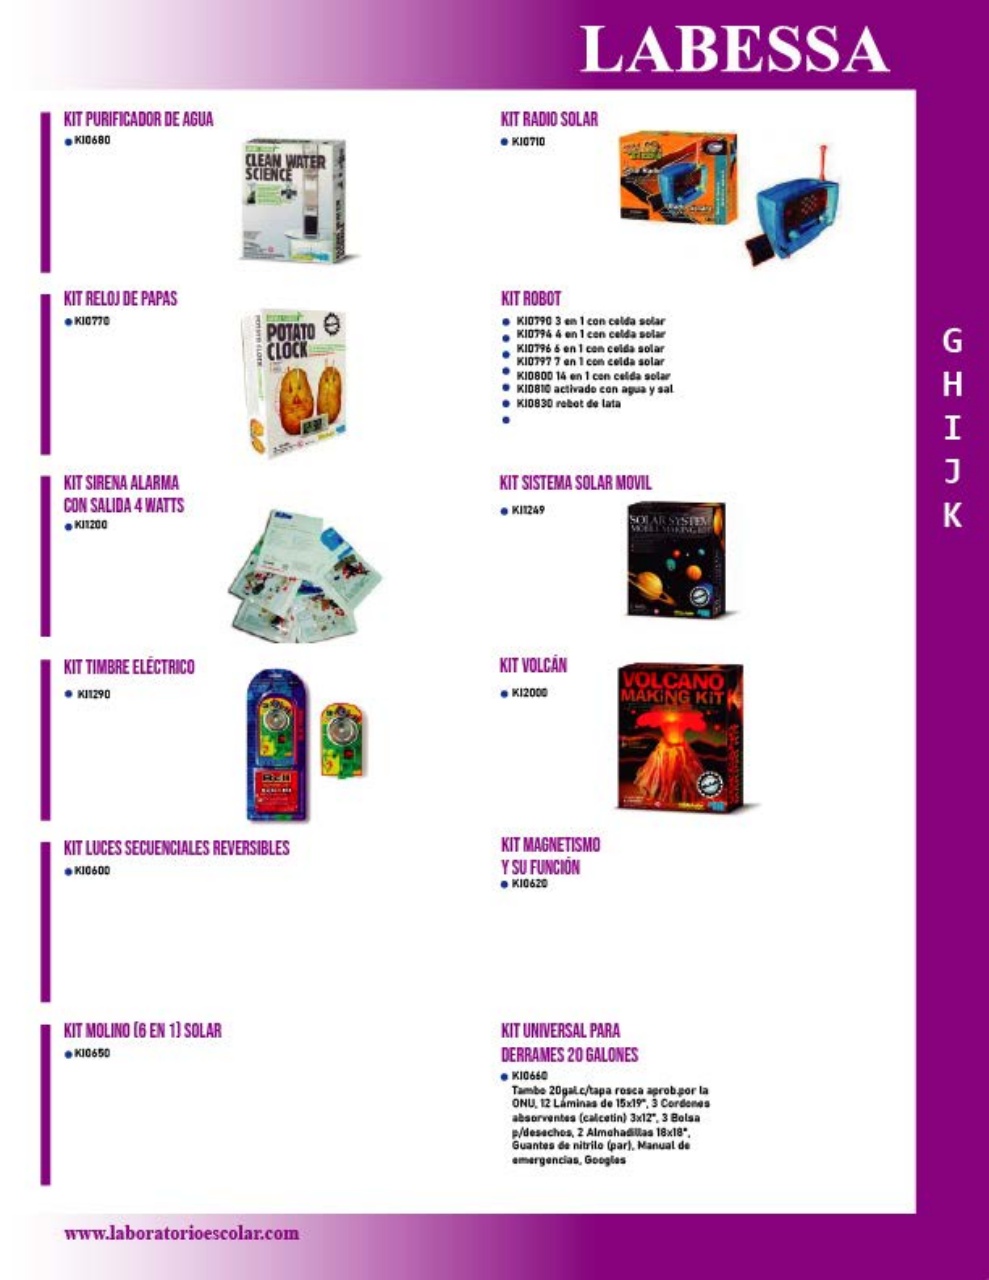 LABESSA
KIT PURIFICADOR DE AGUA
KI0680
CLEAN WATER
SCIENCE
KIT RADIO SOLAR
KI0710
KIT RELOJ DE PAPAS
KI0770
POTATO
CLOCK
KIT ROBOT
KI0790 3 en 1 con celda solar
KI0794 4 en 1 con celda solar
KI0796 6 en 1 con celda solar
KI0797 7 en 1 con celda solar
KI0800 14 en 1 con celda solar
KI0810 activado con agua y sal
KI0830 robot de lata
KIT SIRENA ALARMA
CON SALIDA 4 WATTS
KI1200
KIT SISTEMA SOLAR MOVIL
KI1249
SOLAR SYSTEM
MOBILE MAKING KIT
KIT TIMBRE ELÉCTRICO
KI1290
KIT VOLCÁN
KI2000
VOLCANO
MAKING KIT
KIT LUCES SECUENCIALES REVERSIBLES
KI0600
KIT MAGNETISMO
Y SU FUNCIÓN
KI0620
KIT MOLINO (6 EN 1) SOLAR
KI0650
KIT UNIVERSAL PARA
DERRAMES 20 GALONES
KI0660
Tambo 20gal.c/tapa rosca aprob.por la
ONU, 12 Láminas de 15x19", 3 Cordones
absorventes (calcetin) 3x12", 3 Bolsa
p/desechos, 2 Almohadillas 18x18",
Guantes de nitrilo (par), Manual de
emergencias, Googles
G
H
I
J
K
www.laboratorioescolar.com